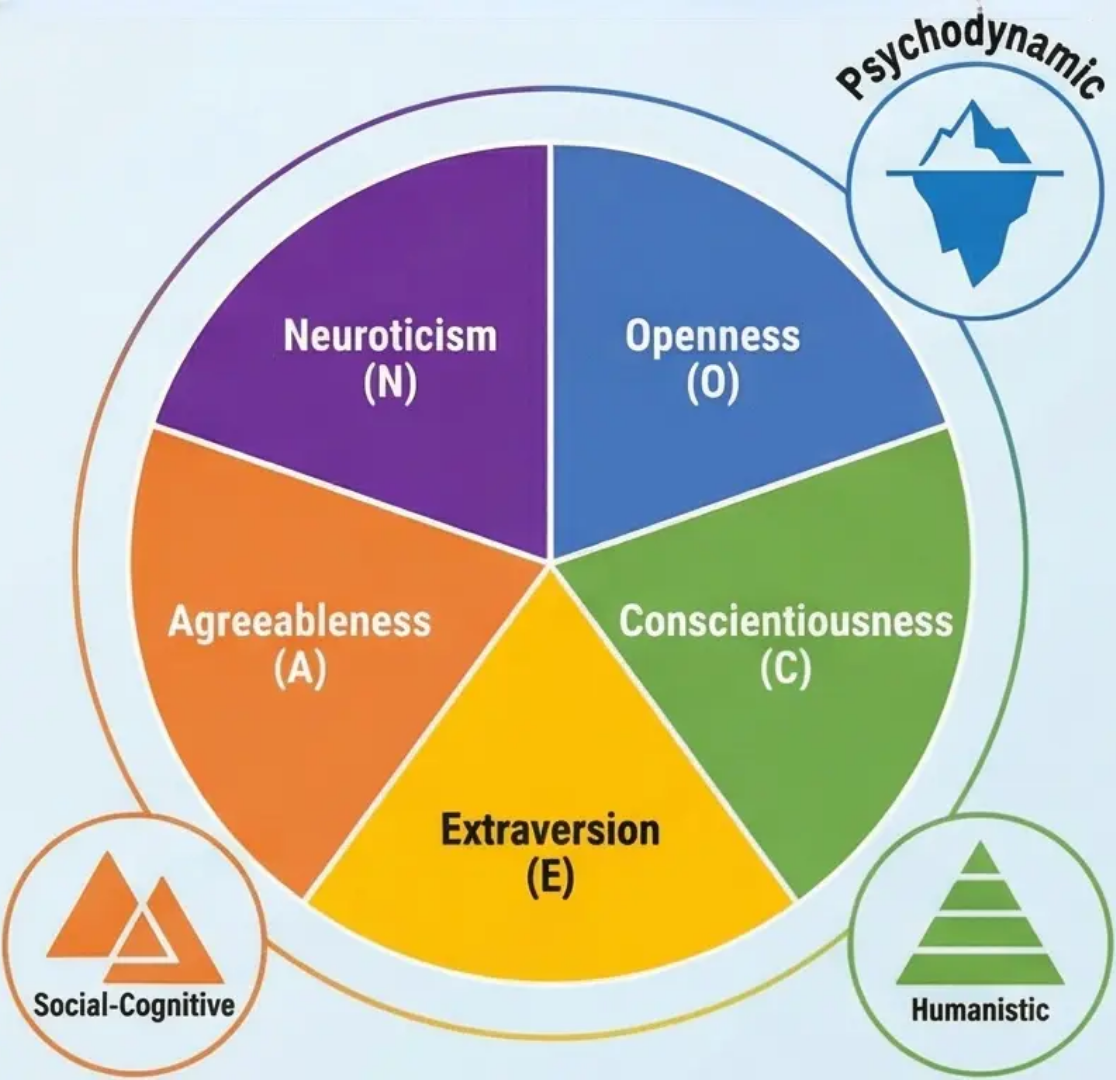 Psychodynamic
Neuroticism
(N)
Openness
(O)
Agreeableness
(A)
Conscientiousness
(C)
Extraversion
(E)
Social-Cognitive
Humanistic